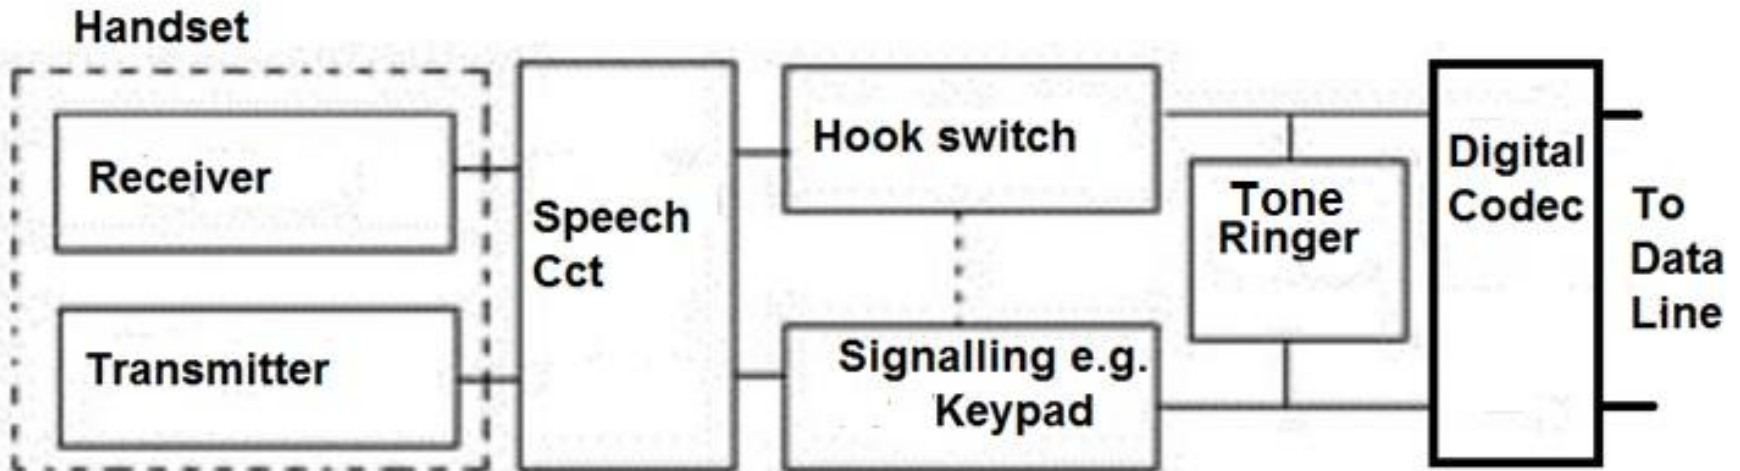 Handset
Receiver
Transmitter
Speech
Cct
Hook switch
Signalling e.g.
Keypad
Tone
Ringer
Digital
Codec
To
Data
Line